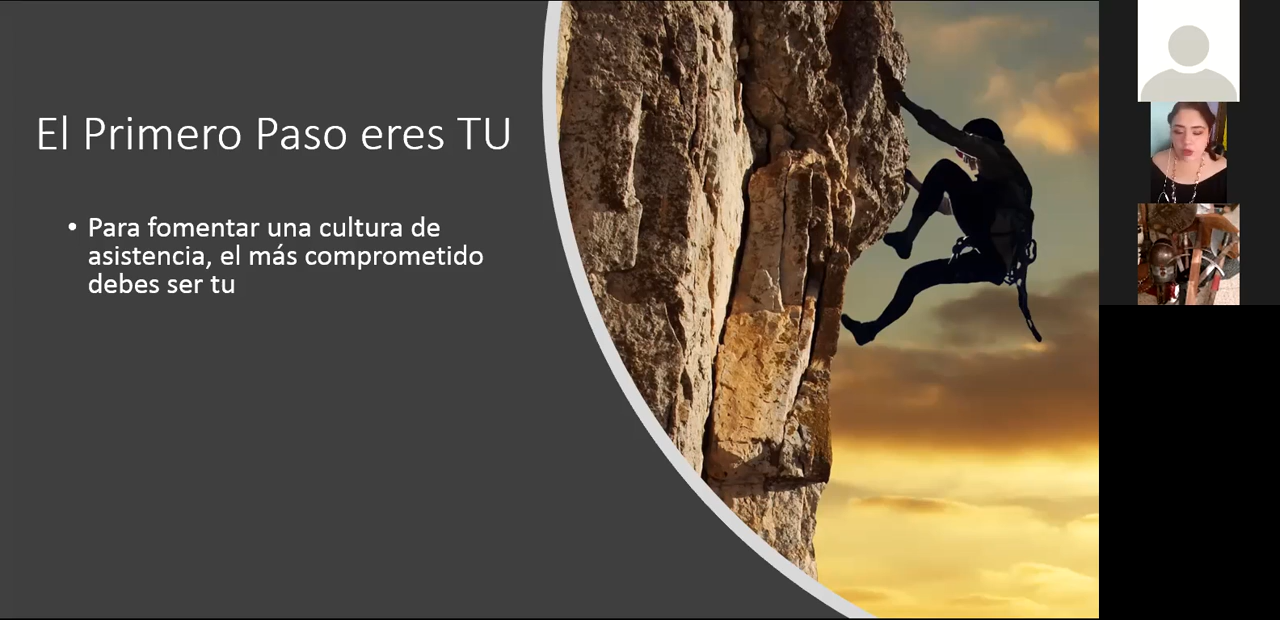 El Primero Paso eres TU
• Para fomentar una cultura de
asistencia, el más comprometido
debes ser tu